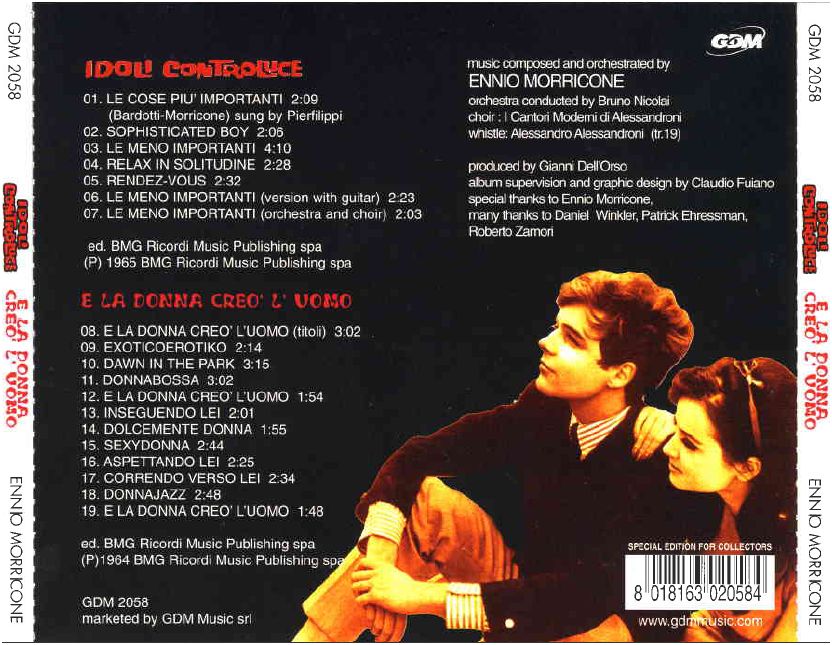 GDM 2058
IDOLI CONTROLUCE
E LA DONNA CREO' L' UOMO
ENNIO MORRICONE
IDOLI CONTROLUCE
01. LE COSE PIU' IMPORTANTI 2:09
(Bardotti-Morricone) sung by Pierfilippi
02. SOPHISTICATED BOY 2:06
03. LE MENO IMPORTANTI 4:10
04. RELAX IN SOLITUDINE 2:28
05. RENDEZ-VOUS 2:32
06. LE MENO IMPORTANTI (version with guitar) 2:23
07. LE MENO IMPORTANTI (orchestra and choir) 2:03
ed. BMG Ricordi Music Publishing spa
(P) 1965 BMG Ricordi Music Publishing spa
E LA DONNA CREO' L' UOMO
08. E LA DONNA CREO' L'UOMO (titoli) 3:02
09. EXOTICOEROTIKO 2:14
10. DAWN IN THE PARK 3:15
11. DONNABOSSA 3:02
12. E LA DONNA CREO' L'UOMO 1:54
13. INSEGUENDO LEI 2:01
14. DOLCEMENTE DONNA 1:55
15. SEXYDONNA 2:44
16. ASPETTANDO LEI 2:25
17. CORRENDO VERSO LEI 2:34
18. DONNAJAZZ 2:48
19. E LA DONNA CREO' L'UOMO 1:48
ed. BMG Ricordi Music Publishing spa
(P)1964 BMG Ricordi Music Publishing spa
GDM 2058
marketed by GDM Music srl
GDM
music composed and orchestrated by
ENNIO MORRICONE
orchestra conducted by Bruno Nicolai
choir : I Cantori Moderni di Alessandroni
whistle: Alessandro Alessandroni (tr.19)
produced by Gianni Dell'Orso
album supervision and graphic design by Claudio Fuiano
special thanks to Ennio Morricone,
many thanks to Daniel Winkler, Patrick Ehressman,
Roberto Zamori
SPECIAL EDITION FOR COLLECTORS
8 018163 020584
www.gdmmusic.com
GDM 2058
IDOLI CONTROLUCE
E LA DONNA CREO' L' UOMO
ENNIO MORRICONE